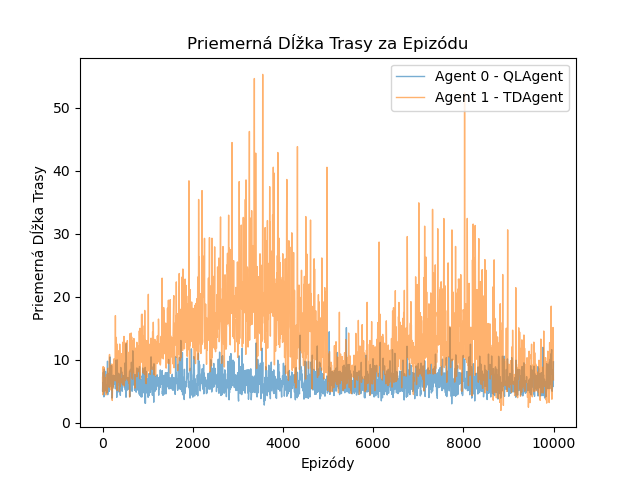 Priemerná Dĺžka Trasy za Epizódu
Agent 0 - QLAgent
Agent 1 - TDAgent
Priemerná Dĺžka Trasy
50
40
30
20
10
0
0 2000 4000 6000 8000 10000
Epizódy